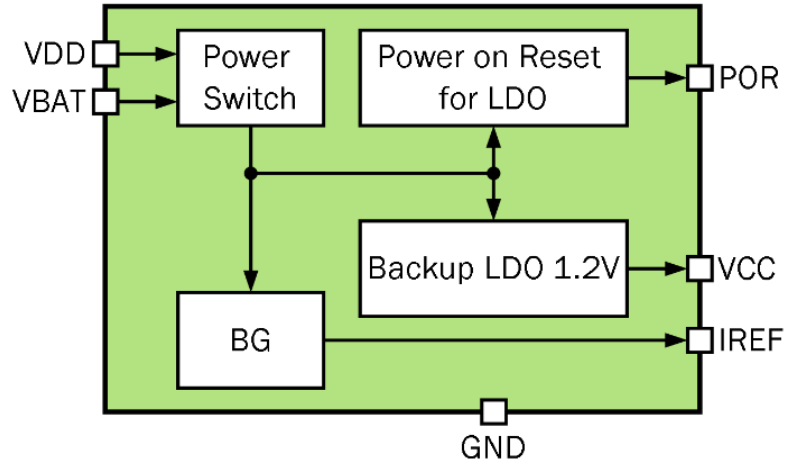 VDD
VBAT
Power
Switch
Power on Reset
for LDO
POR
Backup LDO 1.2V
VCC
BG
IREF
GND